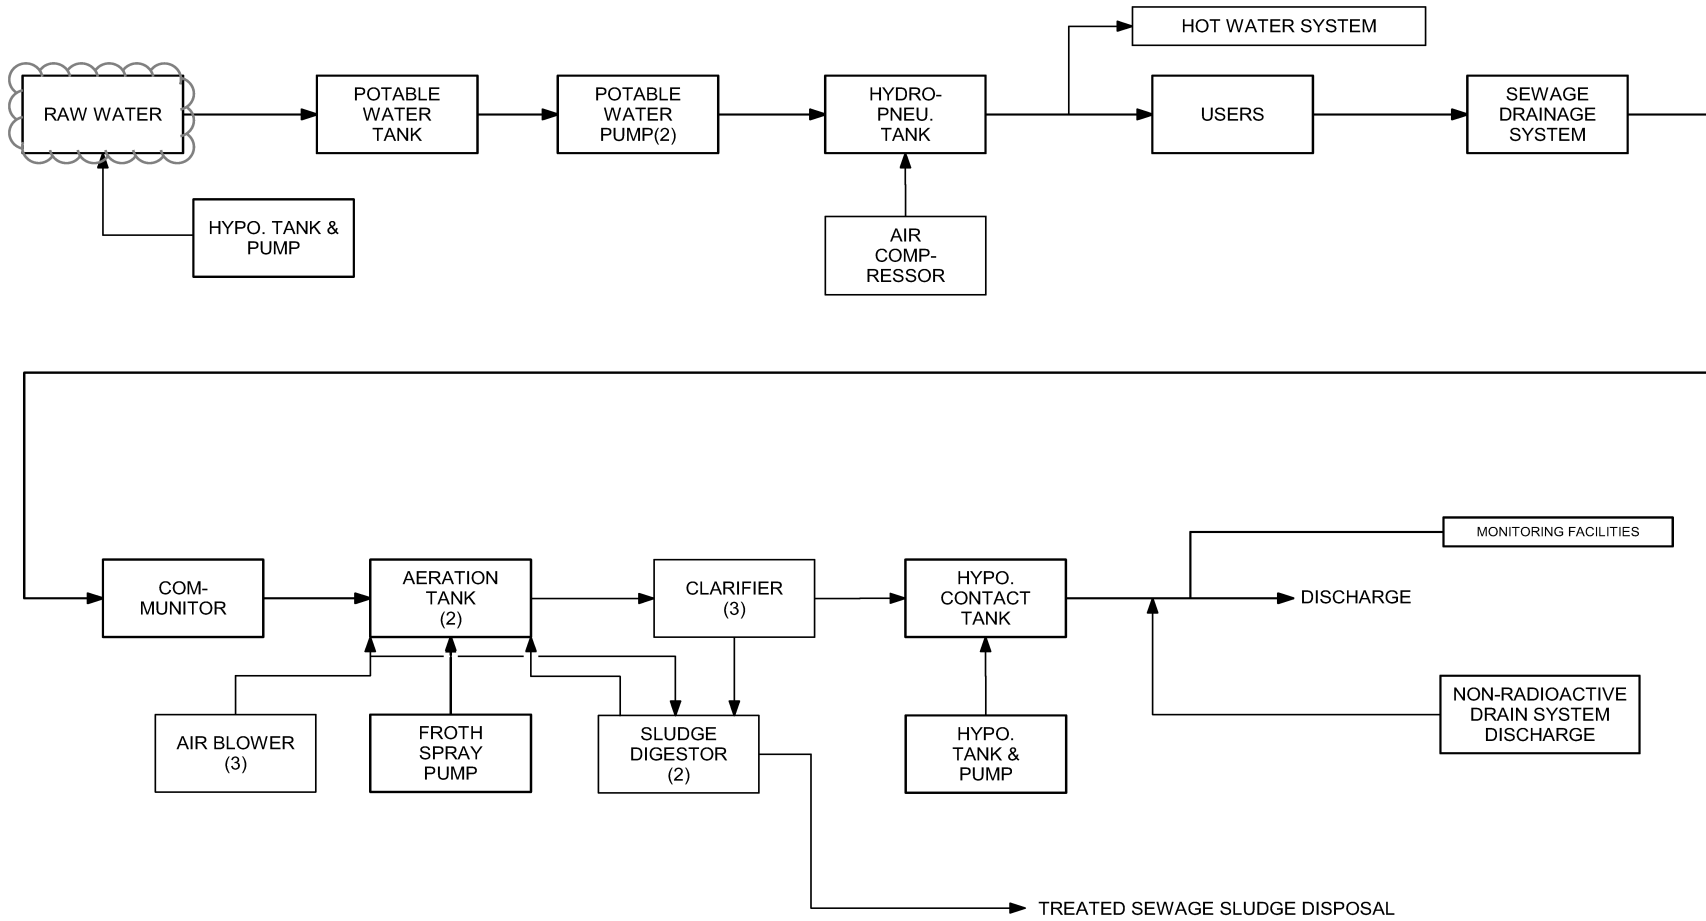 HOT WATER SYSTEM
RAW WATER
POTABLE
WATER
TANK
POTABLE
WATER
PUMP(2)
HYDRO-
PNEU.
TANK
USERS
SEWAGE
DRAINAGE
SYSTEM
HYPO. TANK &
PUMP
AIR
COMP-
RESSOR
MONITORING FACILITIES
COM-
MUNITOR
AERATION
TANK
(2)
CLARIFIER
(3)
HYPO.
CONTACT
TANK
DISCHARGE
AIR BLOWER
(3)
FROTH
SPRAY
PUMP
SLUDGE
DIGESTOR
(2)
HYPO.
TANK &
PUMP
NON-RADIOACTIVE
DRAIN SYSTEM
DISCHARGE
TREATED SEWAGE SLUDGE DISPOSAL